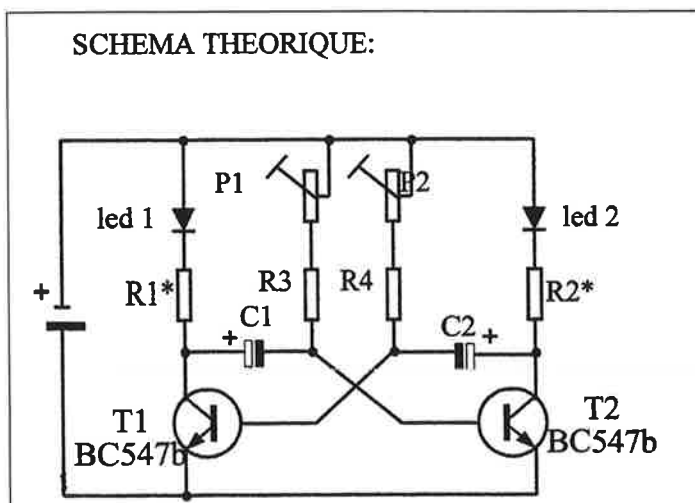 SCHEMA THEORIQUE:
P1
P2
led 1
led 2
R1*
R3
R4
R2*
+
C1
+
C2
+
T1
BC547b
T2
BC547b